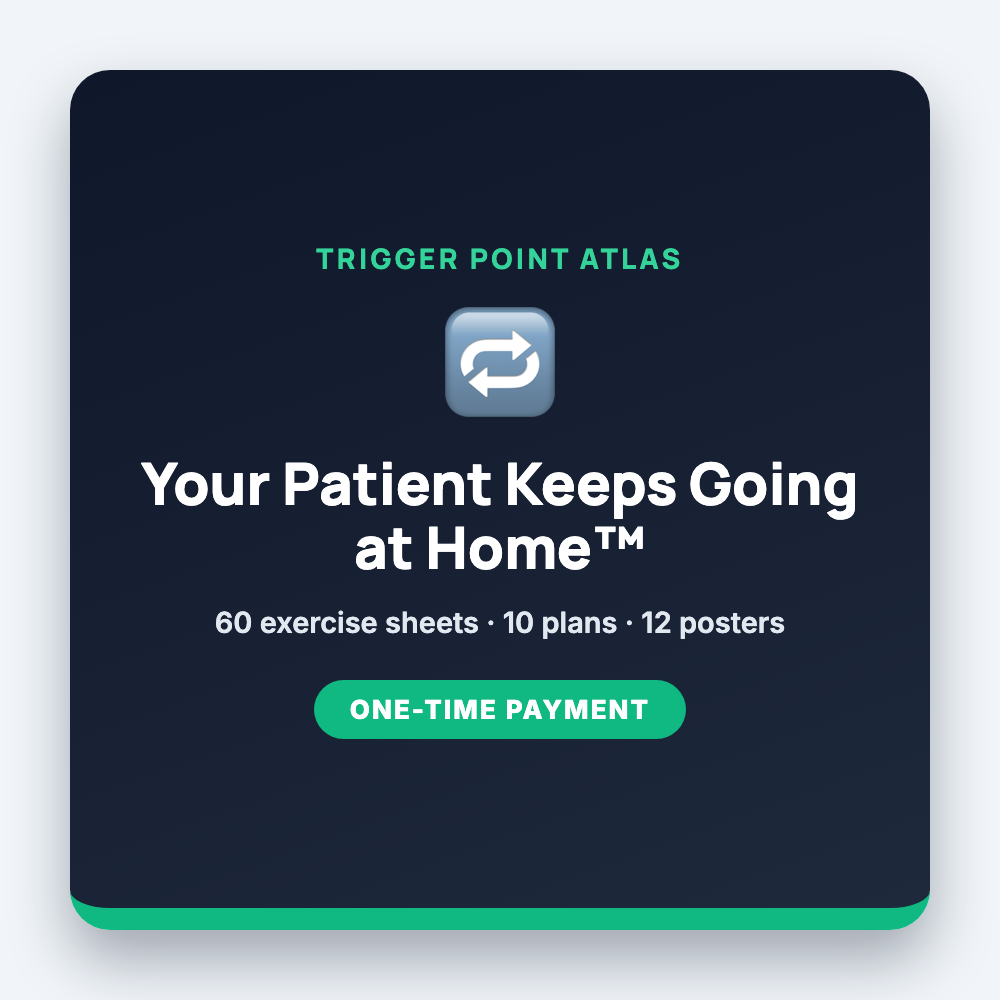 TRIGGER POINT ATLAS
Your Patient Keeps Going
at Home™
60 exercise sheets · 10 plans · 12 posters
ONE-TIME PAYMENT